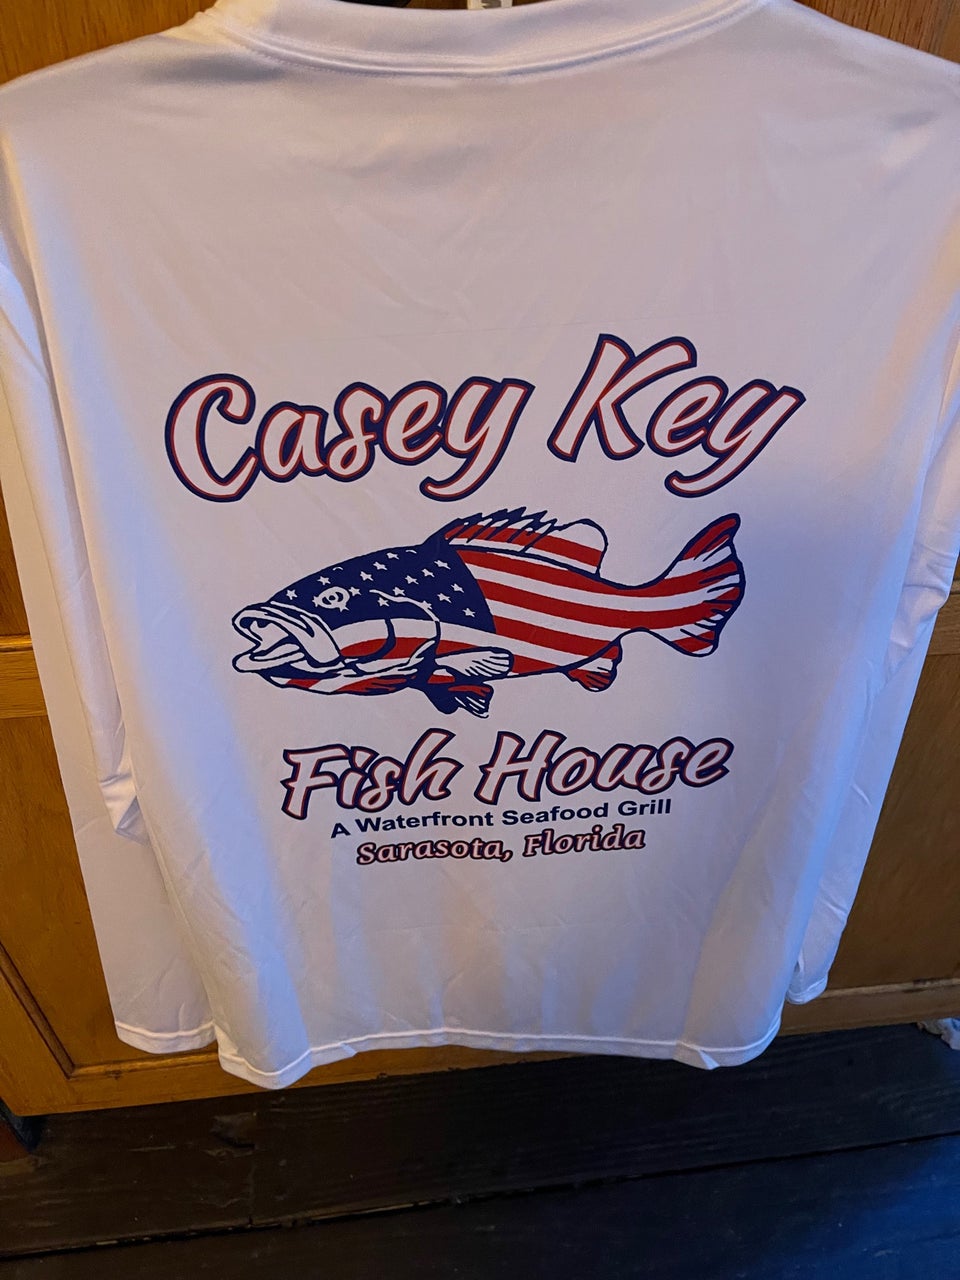 Casey Key
Fish House
A Waterfront Seafood Grill
Sarasota, Florida